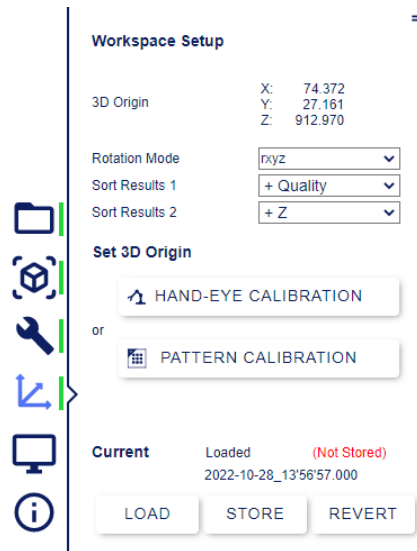 Workspace Setup
3D Origin
X: 74.372
Y: 27.161
Z: 912.970
Rotation Mode rxyz
Sort Results 1 + Quality
Sort Results 2 + Z
Set 3D Origin
HAND-EYE CALIBRATION
or
PATTERN CALIBRATION
Current Loaded (Not Stored)
2022-10-28_13'56'57.000
LOAD STORE REVERT